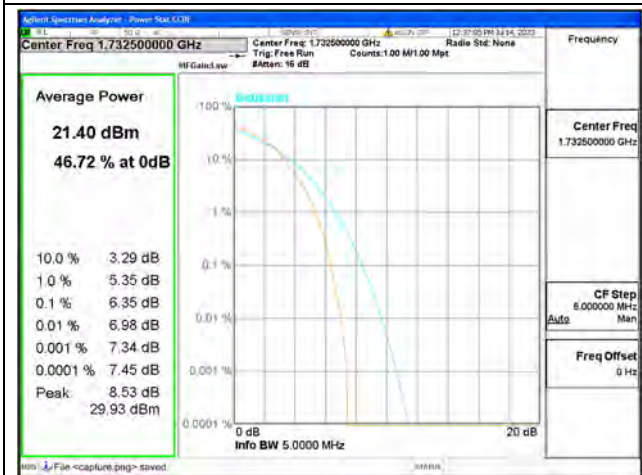 Agilent Spectrum Analyzer - Power Stat CCDF
Center Freq 1.732500000 GHz
Center Freq: 1.732500000 GHz
Radio Std: None
Trig: Free Run
Counts:1.00 M/1.00 Mpt
#IFGain:Low
#Atten: 16 dB
12:37:05 PM Jul 14, 2023
Frequency
Average Power
21.40 dBm
46.72 % at 0dB
10.0 % 3.29 dB
1.0 % 5.35 dB
0.1 % 6.35 dB
0.01 % 6.98 dB
0.001 % 7.34 dB
0.0001 % 7.45 dB
Peak 8.53 dB
29.93 dBm
Gaussian
100 %
10 %
1 %
0.1 %
0.01 %
0.001 %
0.0001 %
0 dB
20 dB
Info BW 5.0000 MHz
Center Freq
1.732500000 GHz
CF Step
5.000000 MHz
Auto Man
Freq Offset
0 Hz
MSG
File <capture.png> saved
STATUS